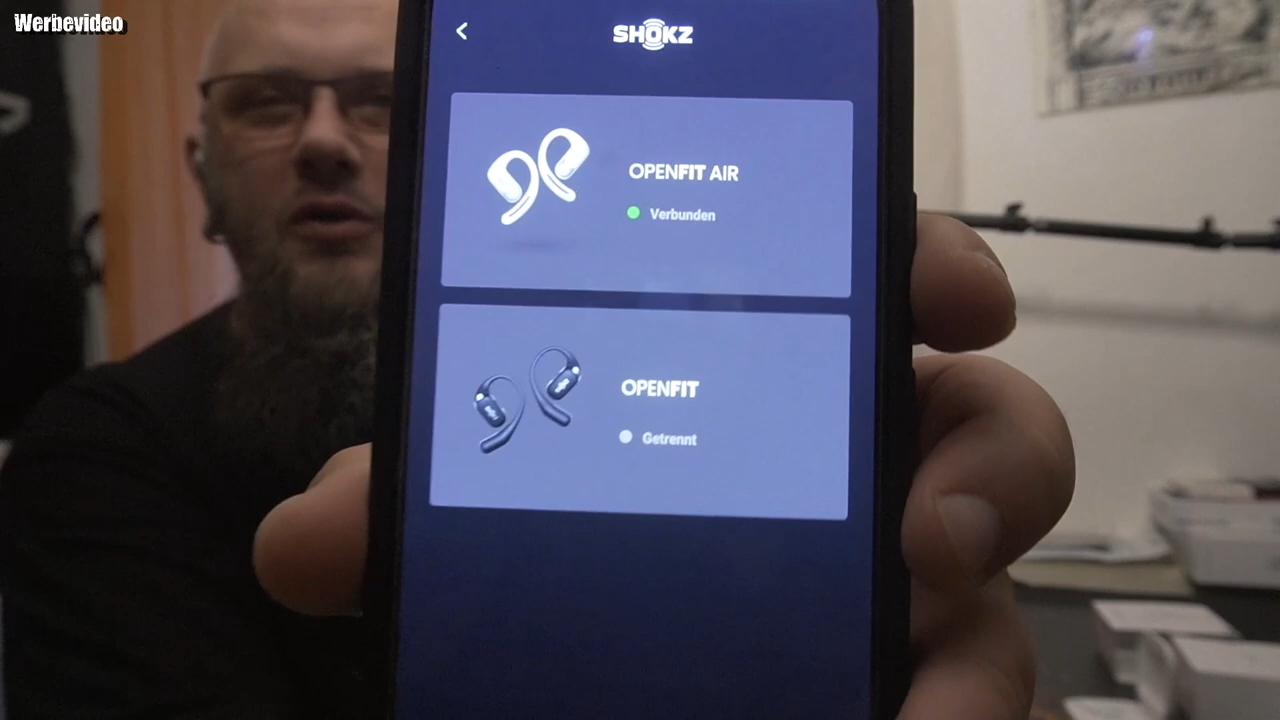 Werbevideo
SHOKZ
OPENFIT AIR
Verbunden
OPENFIT
Getrennt